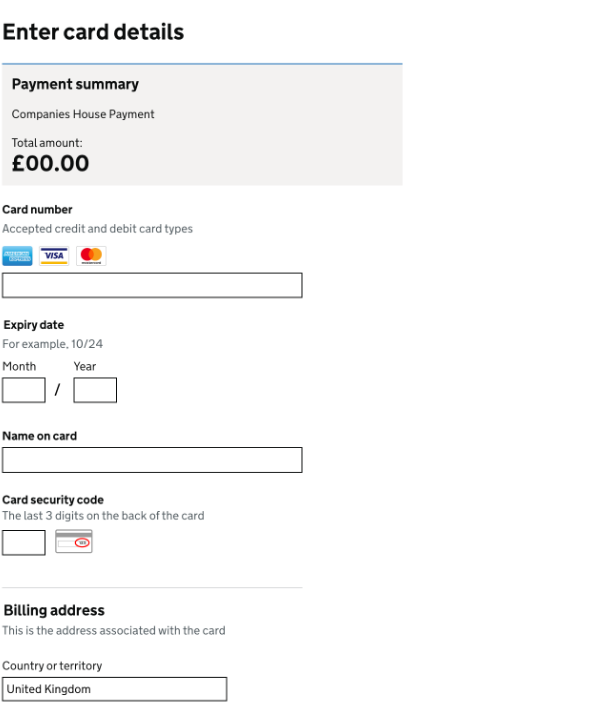 Enter card details
Payment summary
Companies House Payment
Total amount:
£00.00
Card number
Accepted credit and debit card types
VISA
Expiry date
For example, 10/24
Month Year
/
Name on card
Card security code
The last 3 digits on the back of the card
Billing address
This is the address associated with the card
Country or territory
United Kingdom